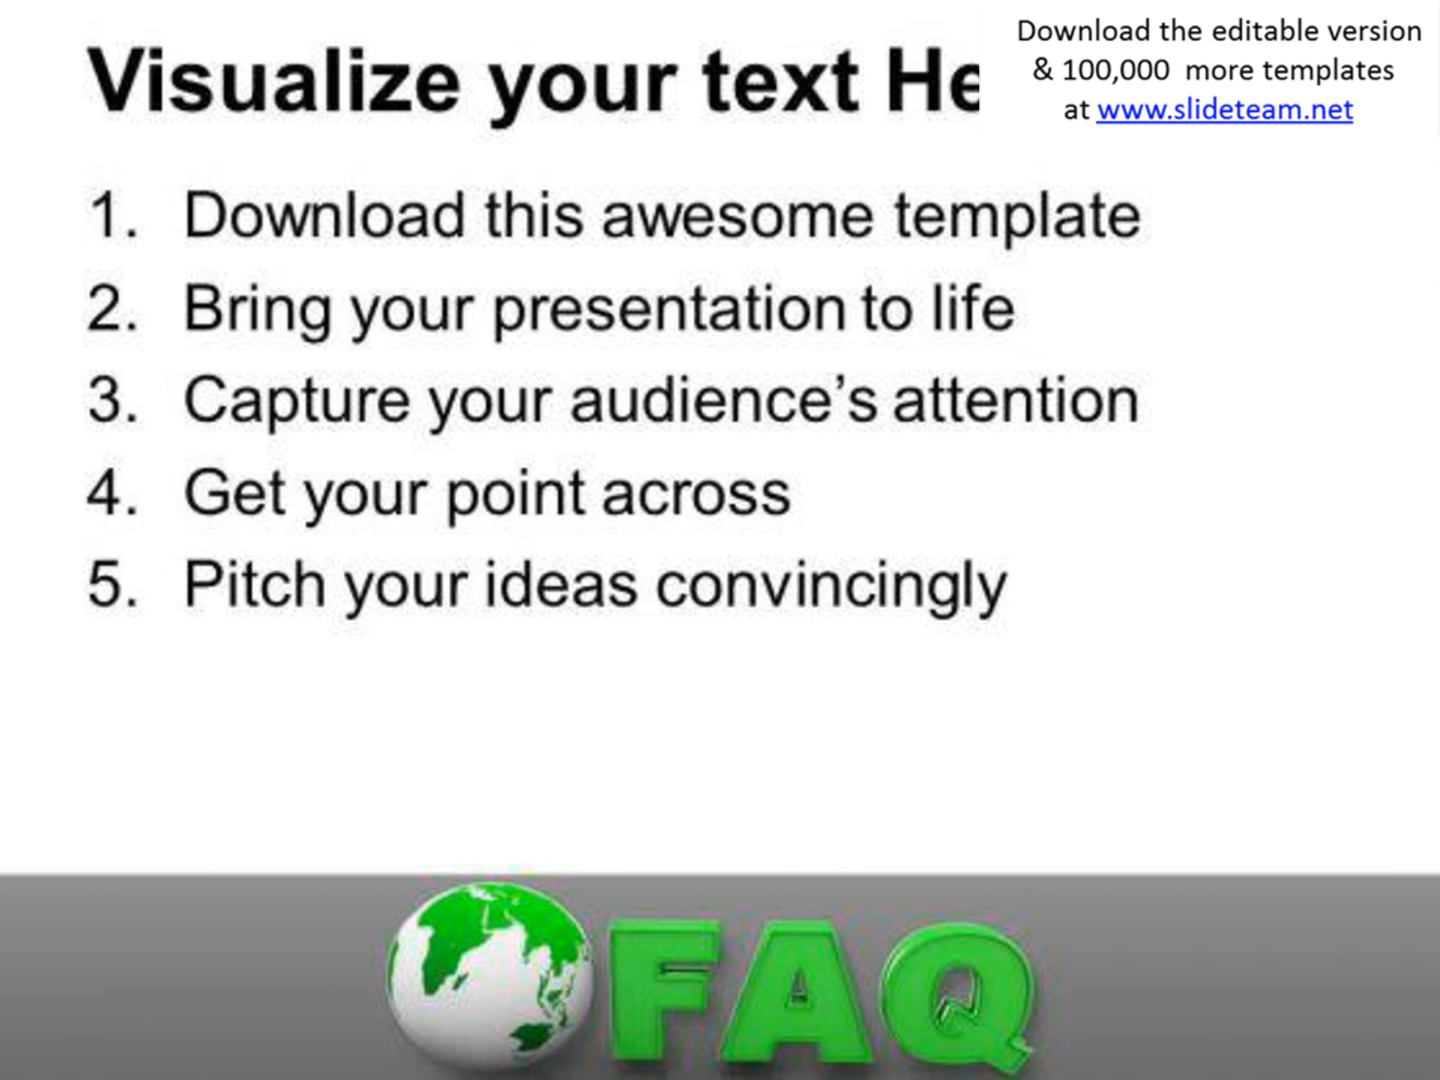 Download the editable version
& 100,000 more templates
at www.slideteam.net
Visualize your text He
1. Download this awesome template
2. Bring your presentation to life
3. Capture your audience’s attention
4. Get your point across
5. Pitch your ideas convincingly
FAQ